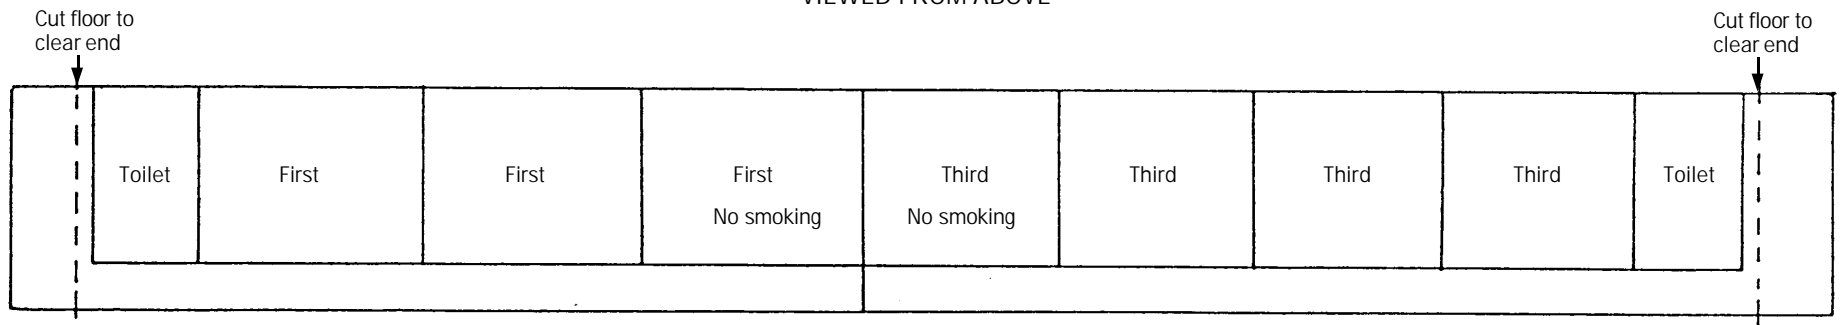 VIEWED FROM ABOVE
Cut floor to
clear end
Cut floor to
clear end
Toilet
First
First
First
No smoking
Third
No smoking
Third
Third
Third
Toilet